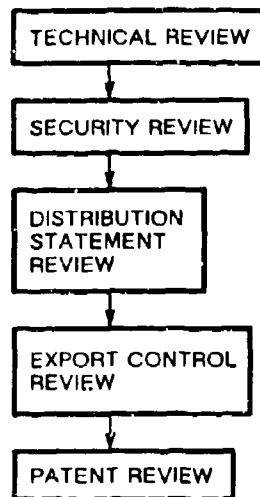 TECHNICAL REVIEW
SECURITY REVIEW
DISTRIBUTION
STATEMENT
REVIEW
EXPORT CONTROL
REVIEW
PATENT REVIEW